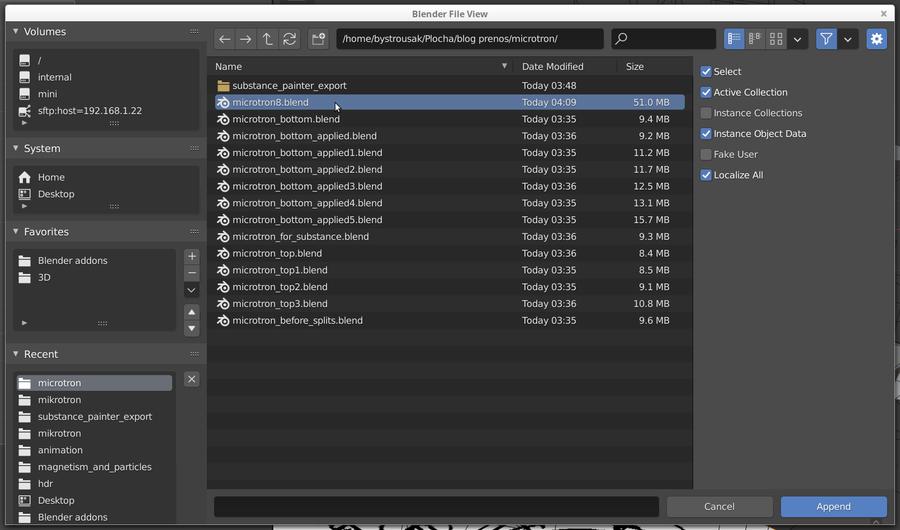 Blender File View
Volumes
/
internal
mini
sftp:host=192.168.1.22
System
Home
Desktop
Favorites
Blender addons
3D
Recent
microtron
mikrotron
substance_painter_export
mikrotron
animation
magnetism_and_particles
hdr
Desktop
Blender addons
/home/bystrousak/Plocha/blog prenos/microtron/
Name Date Modified Size
substance_painter_export Today 03:48
microtron8.blend Today 04:09 51.0 MB
microtron_bottom.blend Today 03:35 9.4 MB
microtron_bottom_applied.blend Today 03:36 9.2 MB
microtron_bottom_applied1.blend Today 03:35 11.2 MB
microtron_bottom_applied2.blend Today 03:35 11.7 MB
microtron_bottom_applied3.blend Today 03:36 12.5 MB
microtron_bottom_applied4.blend Today 03:35 13.1 MB
microtron_bottom_applied5.blend Today 03:35 15.7 MB
microtron_for_substance.blend Today 03:36 9.3 MB
microtron_top.blend Today 03:36 8.4 MB
microtron_top1.blend Today 03:35 8.5 MB
microtron_top2.blend Today 03:35 9.1 MB
microtron_top3.blend Today 03:36 10.8 MB
microtron_before_splits.blend Today 03:35 9.6 MB
Select
Active Collection
Instance Collections
Instance Object Data
Fake User
Localize All
Cancel
Append